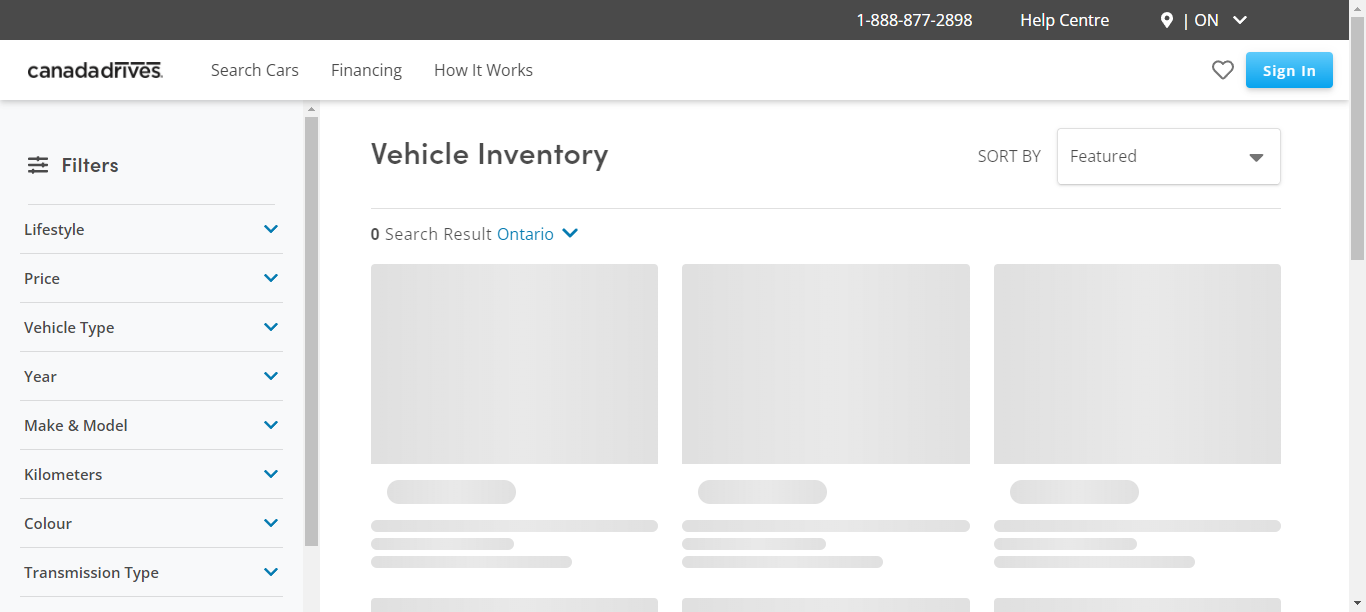 1-888-877-2898 Help Centre | ON
canadadrives. Search Cars Financing How It Works Sign In
Filters
Lifestyle
Price
Vehicle Type
Year
Make & Model
Kilometers
Colour
Transmission Type
Vehicle Inventory SORT BY Featured
0 Search Result Ontario